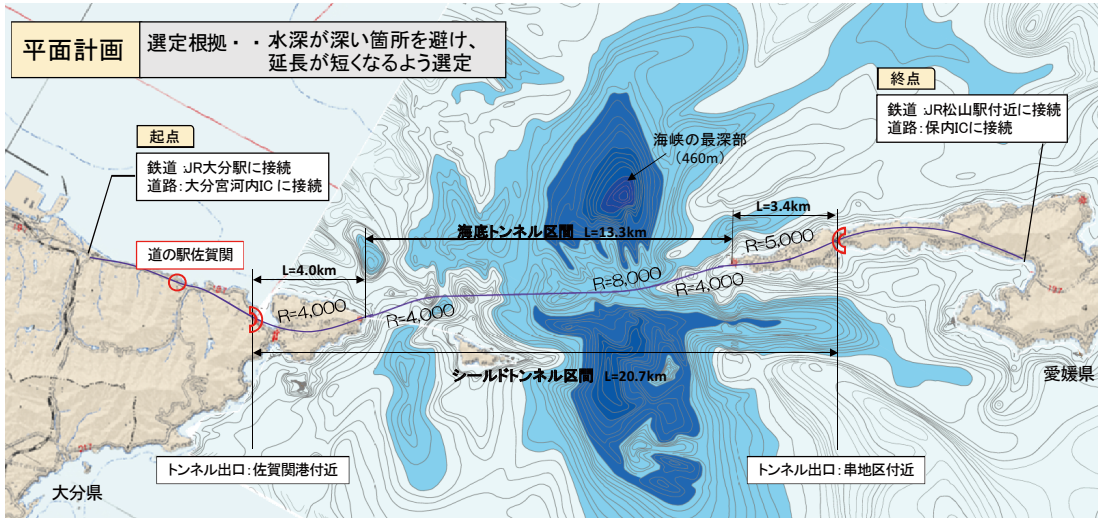 平面計画
選定根拠・・水深が深い箇所を避け、
延長が短くなるよう選定
起点
鉄道:JR大分駅に接続
道路:大分宮河内ICに接続
終点
鉄道:JR松山駅付近に接続
道路:保内ICに接続
海峡の最深部
(460m)
道の駅佐賀関
L=4.0km
海底トンネル区間 L=13.3km
L=3.4km
R=4,000
R=4,000
R=8,000
R=4,000
R=5,000
シールドトンネル区間 L=20.7km
トンネル出口:佐賀関港付近
トンネル出口:串地区付近
大分県
愛媛県
197